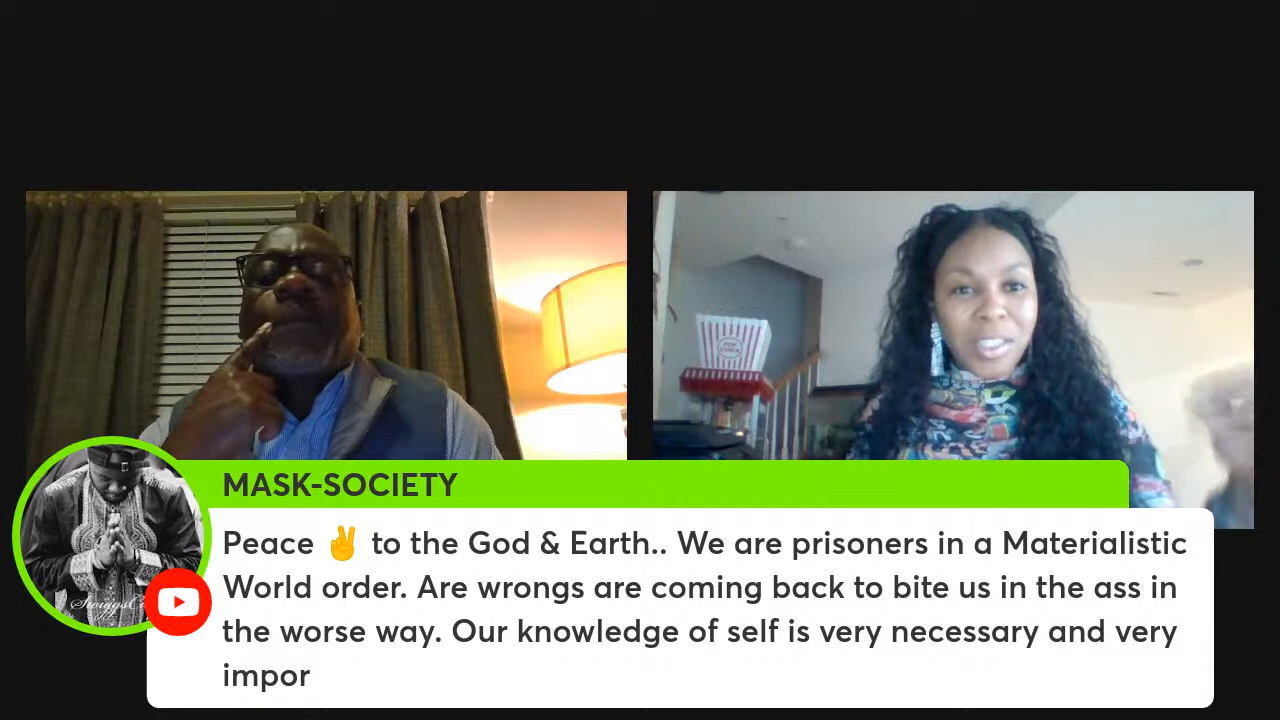 POP
CORN
MASK-SOCIETY
Peace ✌️ to the God & Earth.. We are prisoners in a Materialistic
World order. Are wrongs are coming back to bite us in the ass in
the worse way. Our knowledge of self is very necessary and very
impor